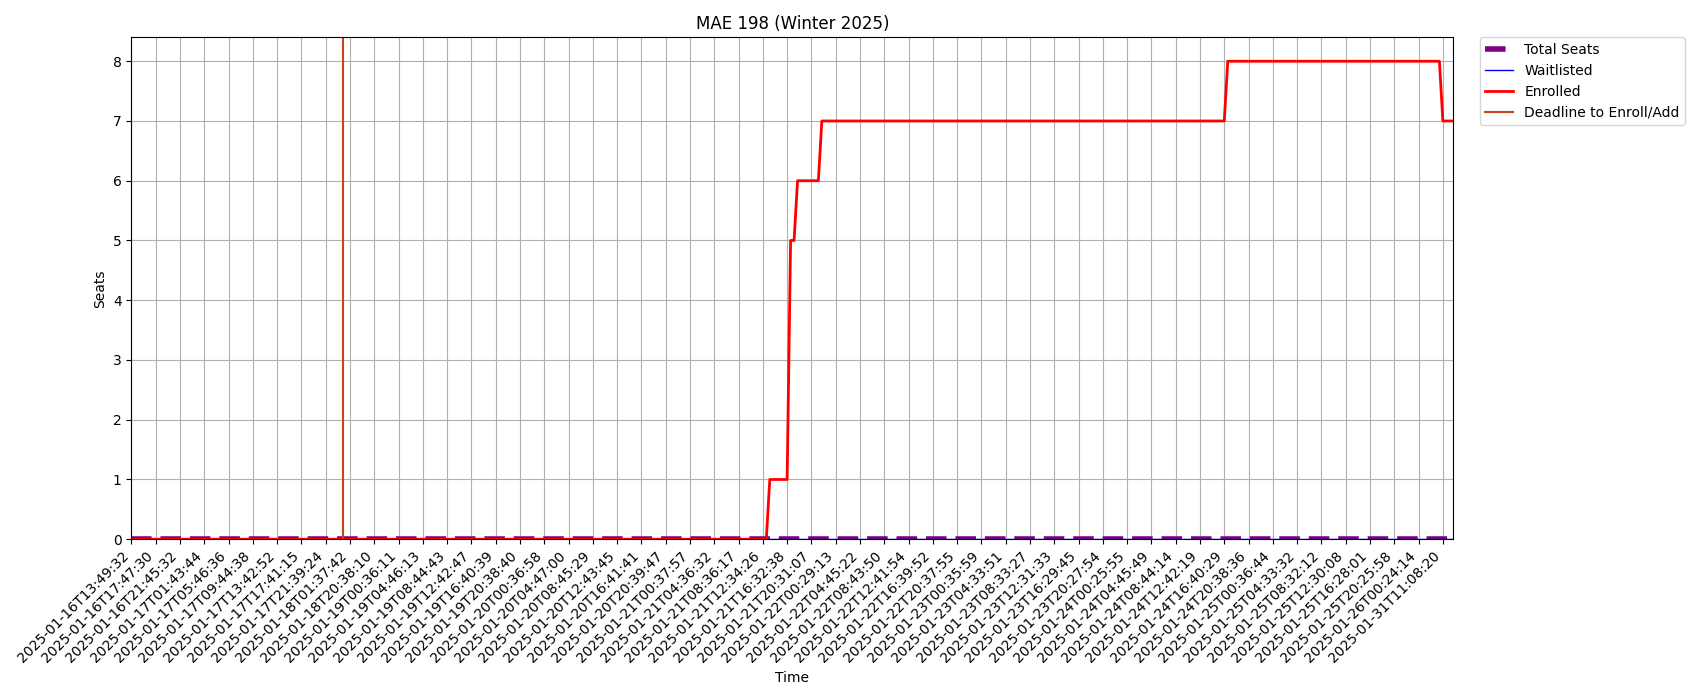 MAE 198 (Winter 2025)
Total Seats
Waitlisted
Enrolled
Deadline to Enroll/Add
Seats
8
7
6
5
4
3
2
1
0
2025-01-16T13:49:32
2025-01-16T17:47:30
2025-01-16T21:45:32
2025-01-17T01:43:44
2025-01-17T05:46:36
2025-01-17T09:44:38
2025-01-17T13:42:52
2025-01-17T17:41:15
2025-01-17T21:39:24
2025-01-18T01:37:42
2025-01-18T20:38:10
2025-01-19T00:36:11
2025-01-19T04:46:13
2025-01-19T08:44:43
2025-01-19T12:42:47
2025-01-19T16:40:39
2025-01-19T20:38:40
2025-01-20T00:36:58
2025-01-20T04:47:00
2025-01-20T08:45:29
2025-01-20T12:43:45
2025-01-20T16:41:41
2025-01-20T20:39:47
2025-01-21T00:37:57
2025-01-21T04:36:32
2025-01-21T08:36:17
2025-01-21T12:34:26
2025-01-21T16:32:38
2025-01-21T20:31:07
2025-01-22T00:29:13
2025-01-22T04:45:22
2025-01-22T08:43:50
2025-01-22T12:41:54
2025-01-22T16:39:52
2025-01-22T20:37:55
2025-01-23T00:35:59
2025-01-23T04:33:51
2025-01-23T08:33:27
2025-01-23T12:31:33
2025-01-23T16:29:45
2025-01-23T20:27:54
2025-01-24T00:25:55
2025-01-24T04:45:49
2025-01-24T08:44:14
2025-01-24T12:42:19
2025-01-24T16:40:29
2025-01-24T20:38:36
2025-01-25T00:36:44
2025-01-25T04:33:32
2025-01-25T08:32:12
2025-01-25T12:30:08
2025-01-25T16:28:01
2025-01-25T20:25:58
2025-01-26T00:24:14
2025-01-31T11:08:20
Time